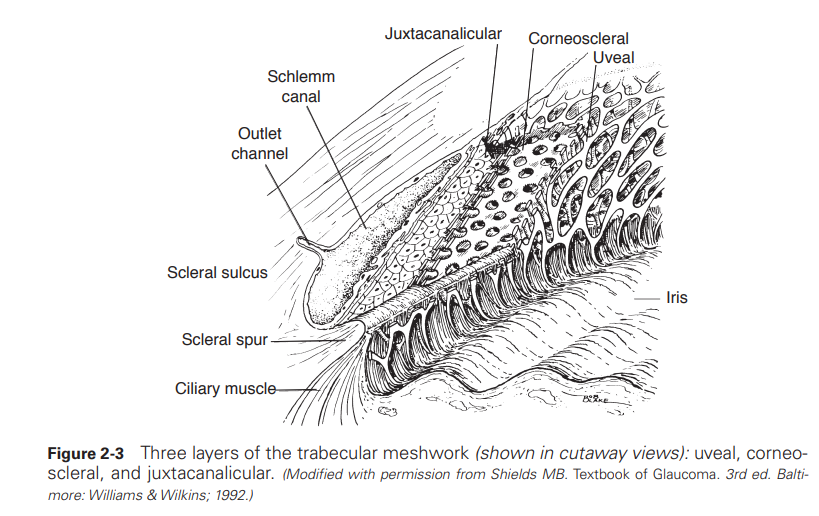 Juxtacanalicular
Corneoscleral
Uveal
Schlemm
canal
Outlet
channel
Scleral sulcus
Iris
Scleral spur
Ciliary muscle
Figure 2-3 Three layers of the trabecular meshwork (shown in cutaway views): uveal, corneo-
scleral, and juxtacanalicular. (Modified with permission from Shields MB. Textbook of Glaucoma. 3rd ed. Balti-
more: Williams & Wilkins; 1992.)